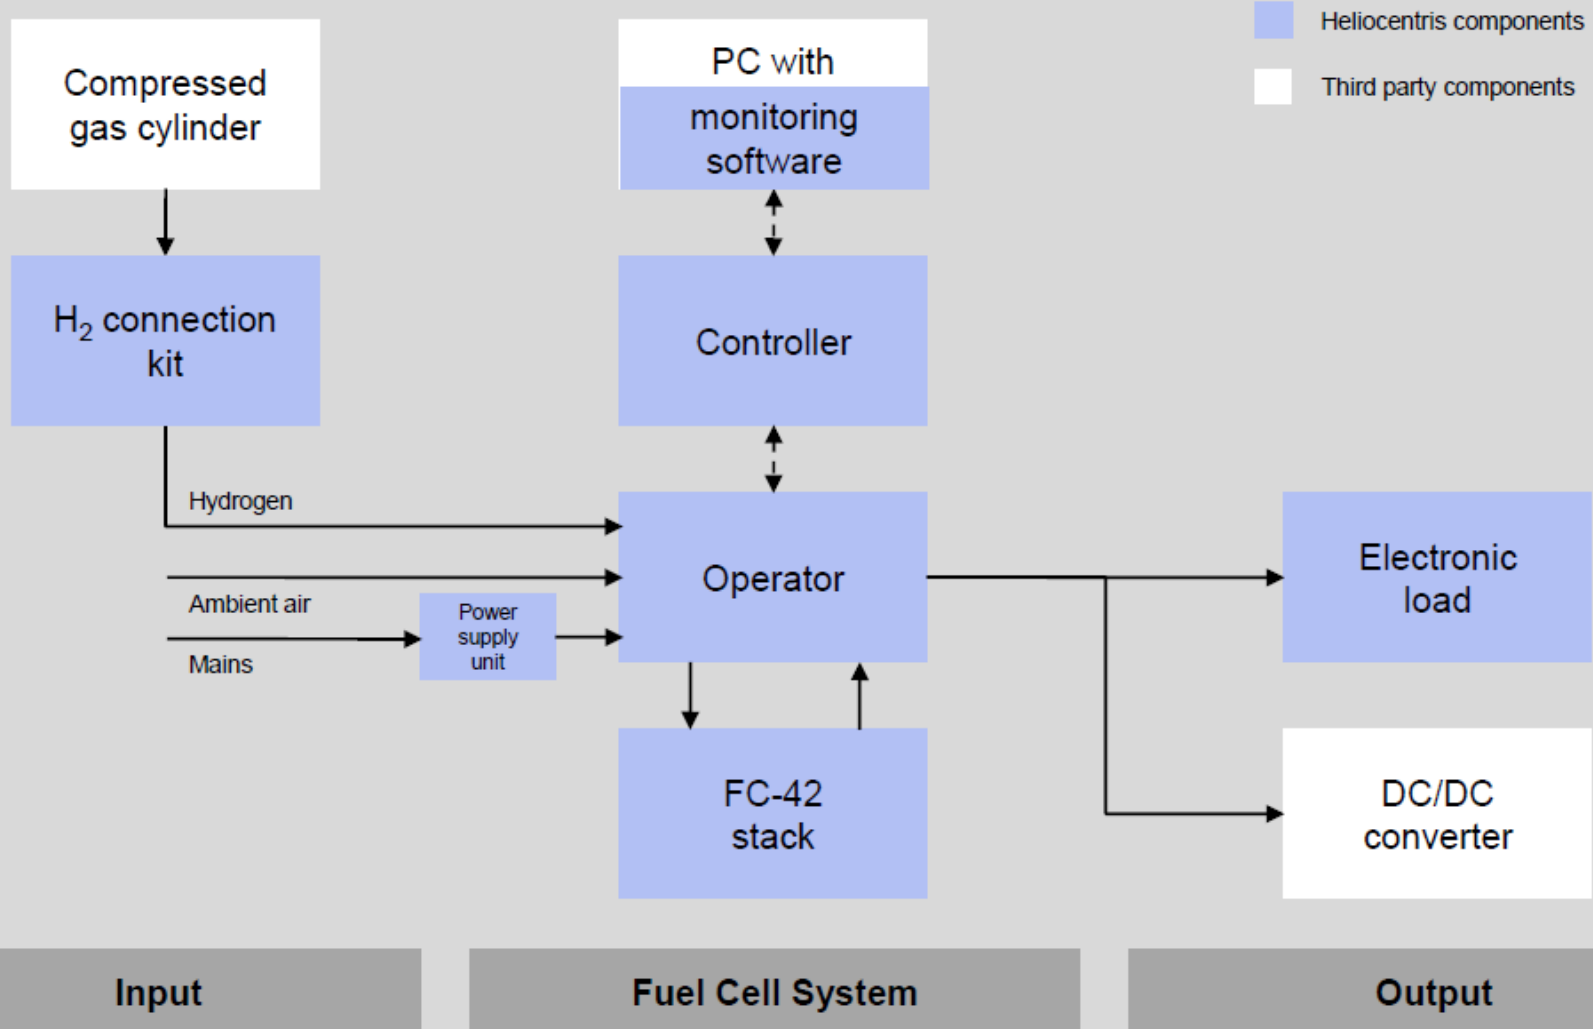 Heliocentris components
Third party components
Compressed
gas cylinder
PC with
monitoring
software
H₂ connection
kit
Controller
Hydrogen
Ambient air
Mains
Power
supply
unit
Operator
Electronic
load
FC-42
stack
DC/DC
converter
Input
Fuel Cell System
Output